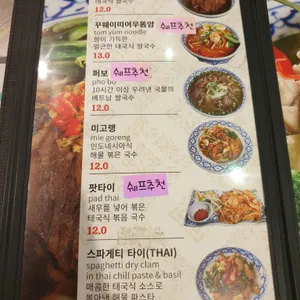 12.0
꾸웨이띠여우똠얌 쉐프추천
tom yum noodle
향이 가득한
얼큰한 태국식 쌀국수
13.0
퍼보 쉐프추천
pho bo
10시간 이상 우려낸 국물의
베트남 쌀국수
12.0
미고랭
mie goreng
인도네시아식
해물 볶은 국수
12.0
팟타이 쉐프추천
pad thai
새우를 넣어 볶은
태국식 볶음 국수
12.0
스파게티 타이(THAI)
spaghetti dry clam
in thai chill paste & basil
매콤한 태국식 소스로
볶아낸 해물 파스타